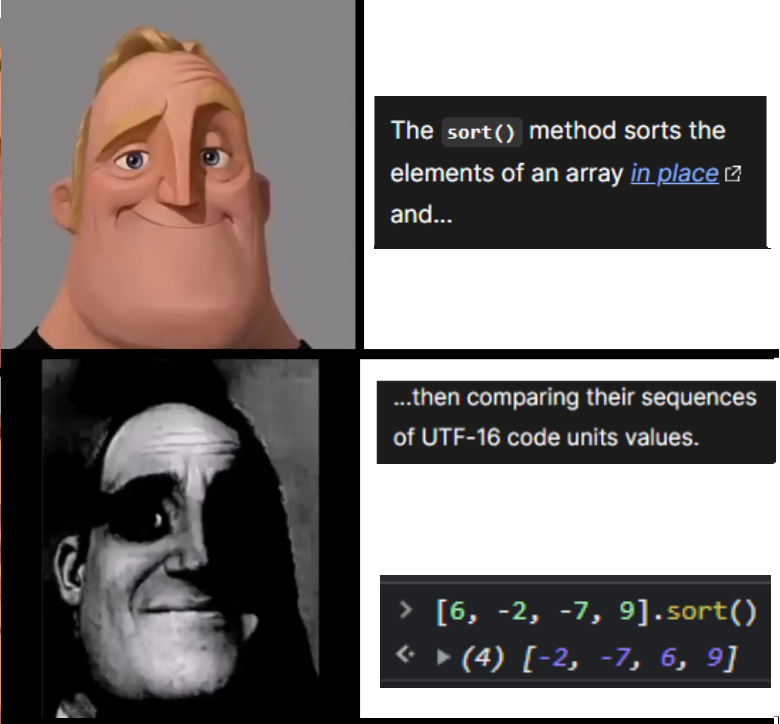 The sort() method sorts the
elements of an array in place
and...
...then comparing their sequences
of UTF-16 code units values.
> [6, -2, -7, 9].sort()
(4) [-2, -7, 6, 9]